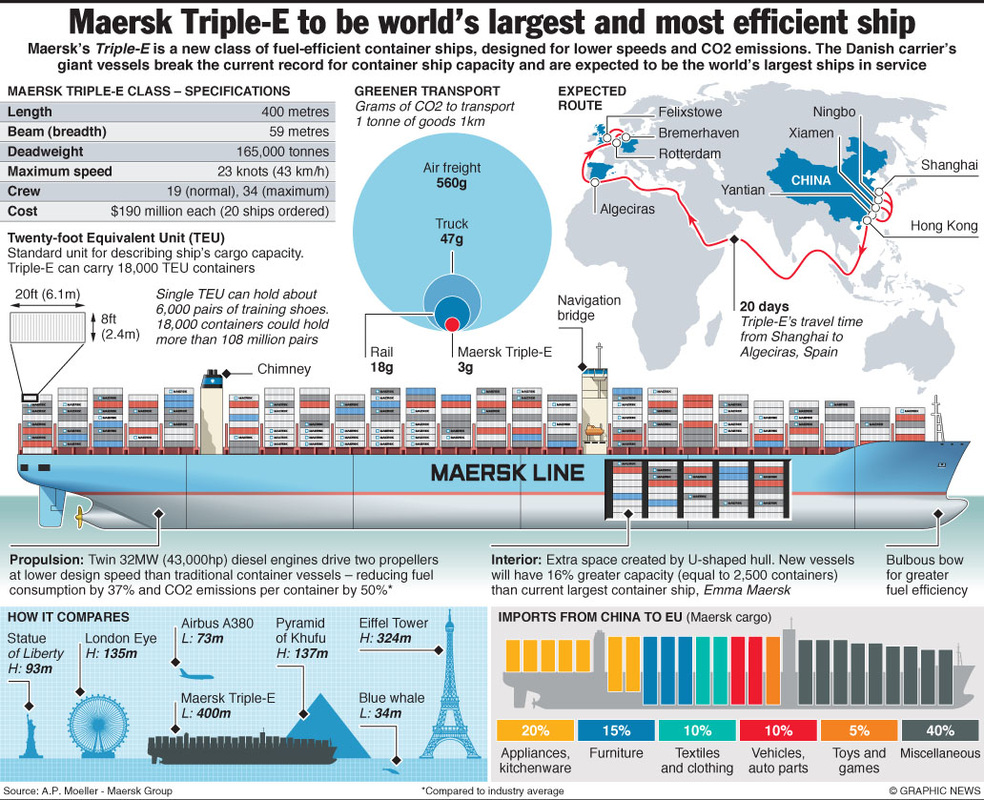 Maersk Triple-E to be world's largest and most efficient ship
Maersk's Triple-E is a new class of fuel-efficient container ships, designed for lower speeds and CO2 emissions. The Danish carrier's
giant vessels break the current record for container ship capacity and are expected to be the world's largest ships in service
MAERSK TRIPLE-E CLASS – SPECIFICATIONS
Length 400 metres
Beam (breadth) 59 metres
Deadweight 165,000 tonnes
Maximum speed 23 knots (43 km/h)
Crew 19 (normal), 34 (maximum)
Cost $190 million each (20 ships ordered)
Twenty-foot Equivalent Unit (TEU)
Standard unit for describing ship's cargo capacity.
Triple-E can carry 18,000 TEU containers
20ft (6.1m)
8ft
(2.4m)
Single TEU can hold about
6,000 pairs of training shoes.
18,000 containers could hold
more than 108 million pairs
GREENER TRANSPORT
Grams of CO2 to transport
1 tonne of goods 1km
Air freight
560g
Truck
47g
Rail
18g
Maersk Triple-E
3g
EXPECTED
ROUTE
Felixstowe
Bremerhaven
Rotterdam
Algeciras
Ningbo
Xiamen
Shanghai
CHINA
Yantian
Hong Kong
20 days
Triple-E's travel time
from Shanghai to
Algeciras, Spain
Chimney
Navigation
bridge
MAERSK LINE
Propulsion: Twin 32MW (43,000hp) diesel engines drive two propellers
at lower design speed than traditional container vessels – reducing fuel
consumption by 37% and CO2 emissions per container by 50%*
Interior: Extra space created by U-shaped hull. New vessels
will have 16% greater capacity (equal to 2,500 containers)
than current largest container ship, Emma Maersk
Bulbous bow
for greater
fuel efficiency
HOW IT COMPARES
Statue
of Liberty
H: 93m
London Eye
H: 135m
Airbus A380
L: 73m
Maersk Triple-E
L: 400m
Pyramid
of Khufu
H: 137m
Eiffel Tower
H: 324m
Blue whale
L: 34m
IMPORTS FROM CHINA TO EU (Maersk cargo)
20%
Appliances,
kitchenware
15%
Furniture
10%
Textiles
and clothing
10%
Vehicles,
auto parts
5%
Toys and
games
40%
Miscellaneous
Source: A.P. Moeller - Maersk Group
*Compared to industry average
© GRAPHIC NEWS